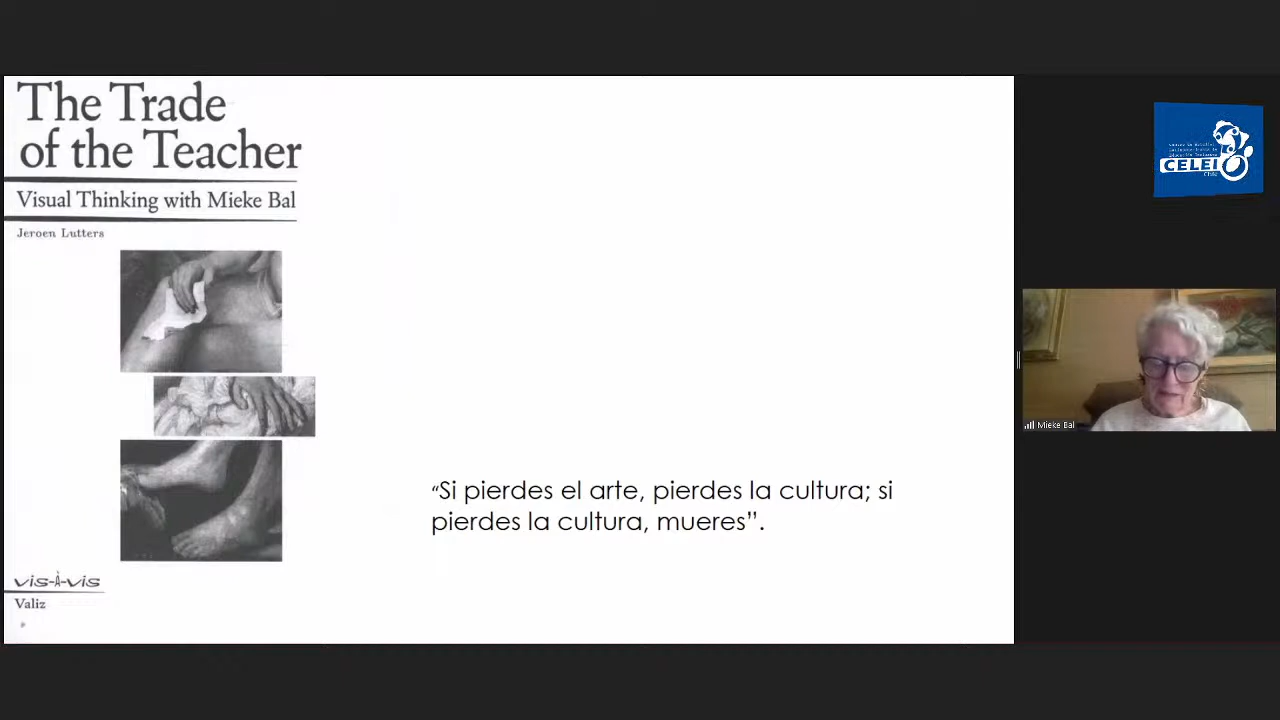 The Trade
of the Teacher
Visual Thinking with Mieke Bal
Jeroen Lutters
vis-À-vis
Valiz
“Si pierdes el arte, pierdes la cultura; si
pierdes la cultura, mueres”.
CELEI
Chile
Mieke Bal